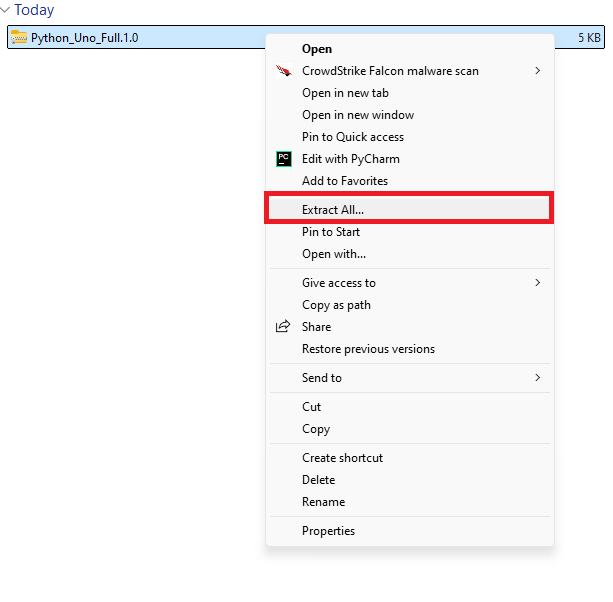 Today
Python_Uno_Full.1.0 5 KB
Open
CrowdStrike Falcon malware scan
Open in new tab
Open in new window
Pin to Quick access
PC Edit with PyCharm
Add to Favorites
Extract All...
Pin to Start
Open with...
Give access to
Copy as path
Share
Restore previous versions
Send to
Cut
Copy
Create shortcut
Delete
Rename
Properties